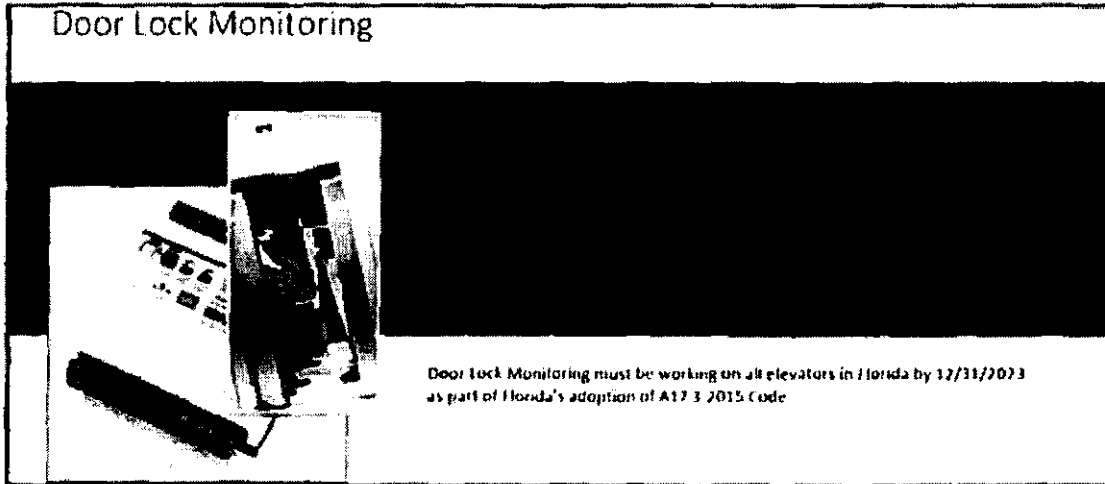 Door Lock Monitoring
Door Lock Monitoring must be working on all elevators in Florida by 12/31/2023
as part of Florida's adoption of A17.3 2015 Code